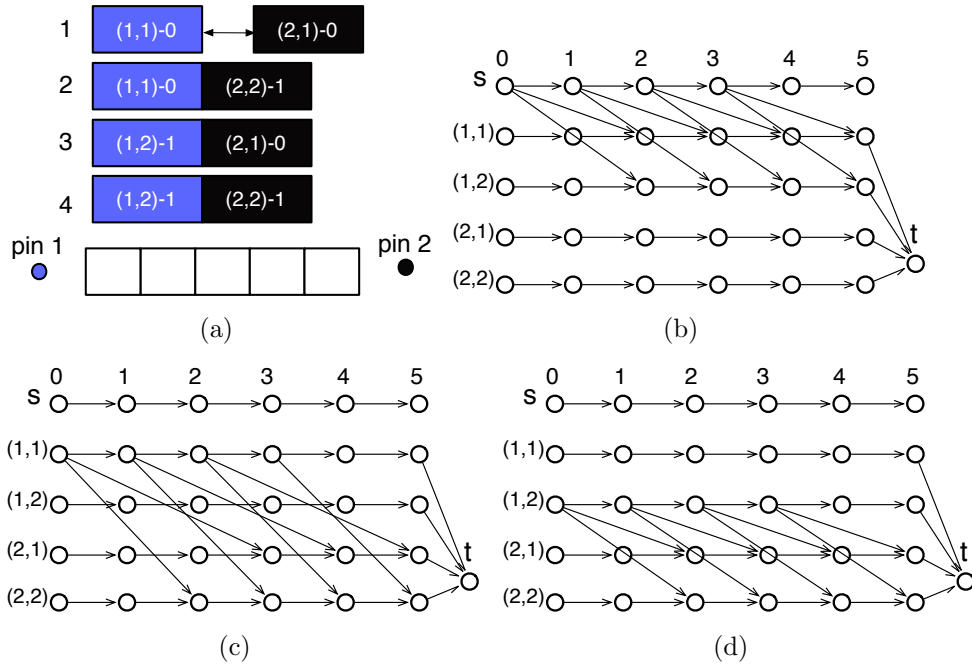 1 (1,1)-0 (2,1)-0
2 (1,1)-0 (2,2)-1
3 (1,2)-1 (2,1)-0
4 (1,2)-1 (2,2)-1
pin 1 pin 2
(a)
0 1 2 3 4 5
s
(1,1)
(1,2)
(2,1)
t
(2,2)
(b)
0 1 2 3 4 5
s
(1,1)
(1,2)
(2,1)
t
(2,2)
(c)
0 1 2 3 4 5
s
(1,1)
(1,2)
(2,1)
t
(2,2)
(d)